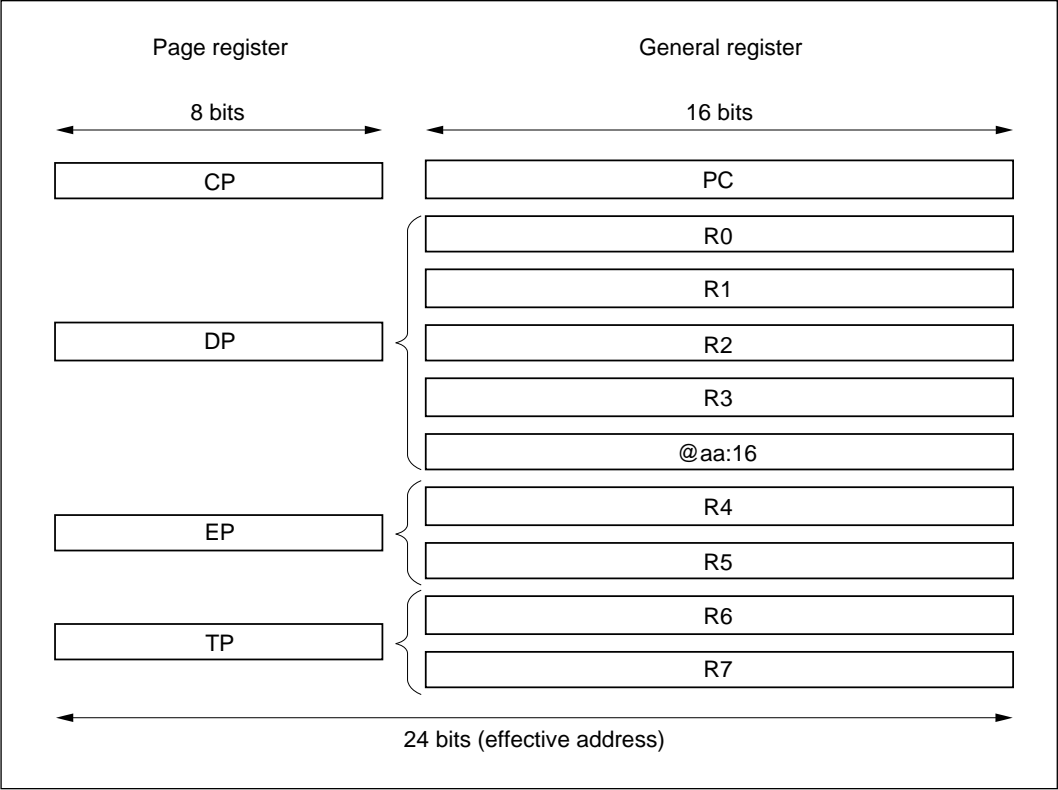 Page register
General register
8 bits
16 bits
CP
PC
R0
R1
DP
R2
R3
@aa:16
R4
EP
R5
R6
TP
R7
24 bits (effective address)